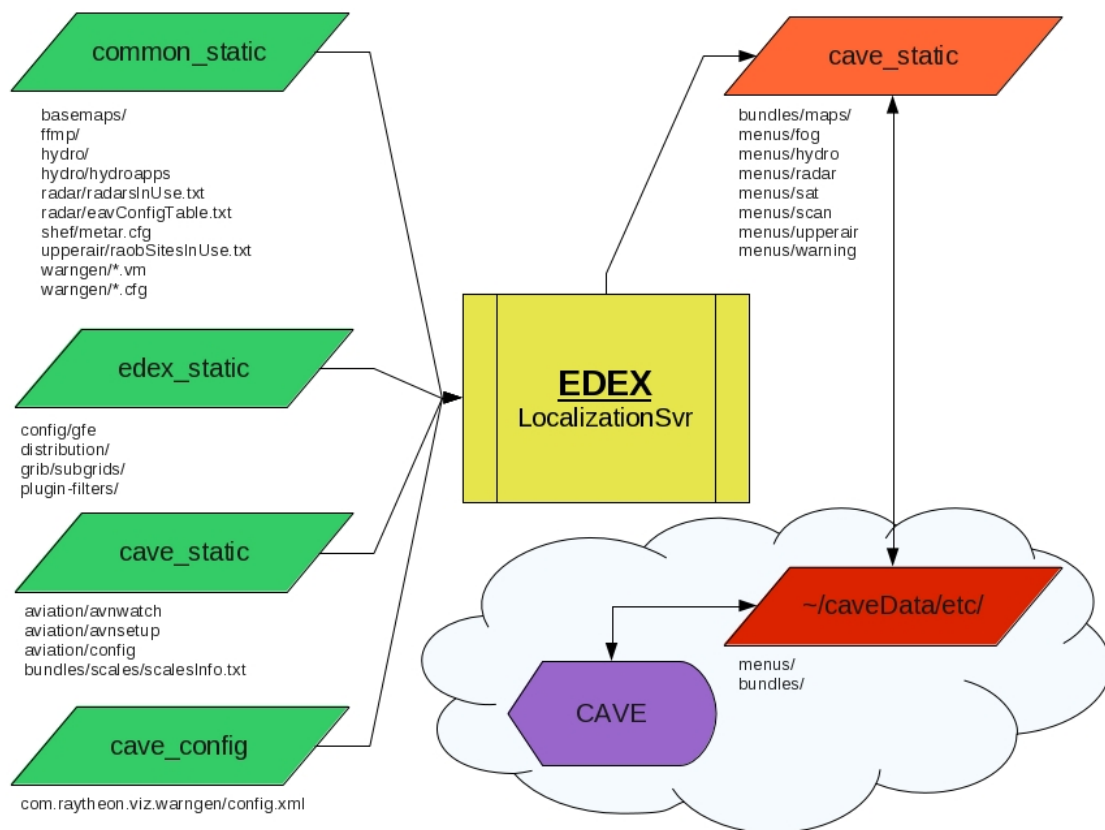 common_static
basemaps/
ffmp/
hydro/
hydro/hydroapps
radar/radarsInUse.txt
radar/eavConfigTable.txt
shef/metar.cfg
upperair/raobSitesInUse.txt
warngen/*.vm
warngen/*.cfg
edex_static
config/gfe
distribution/
grib/subgrids/
plugin-filters/
cave_static
aviation/avnwatch
aviation/avnsetup
aviation/config
bundles/scales/scalesInfo.txt
cave_config
com.raytheon.viz.warngen/config.xml
EDEX
LocalizationSvr
cave_static
bundles/maps/
menus/fog
menus/hydro
menus/radar
menus/sat
menus/scan
menus/upperair
menus/warning
~/caveData/etc/
menus/
bundles/
CAVE